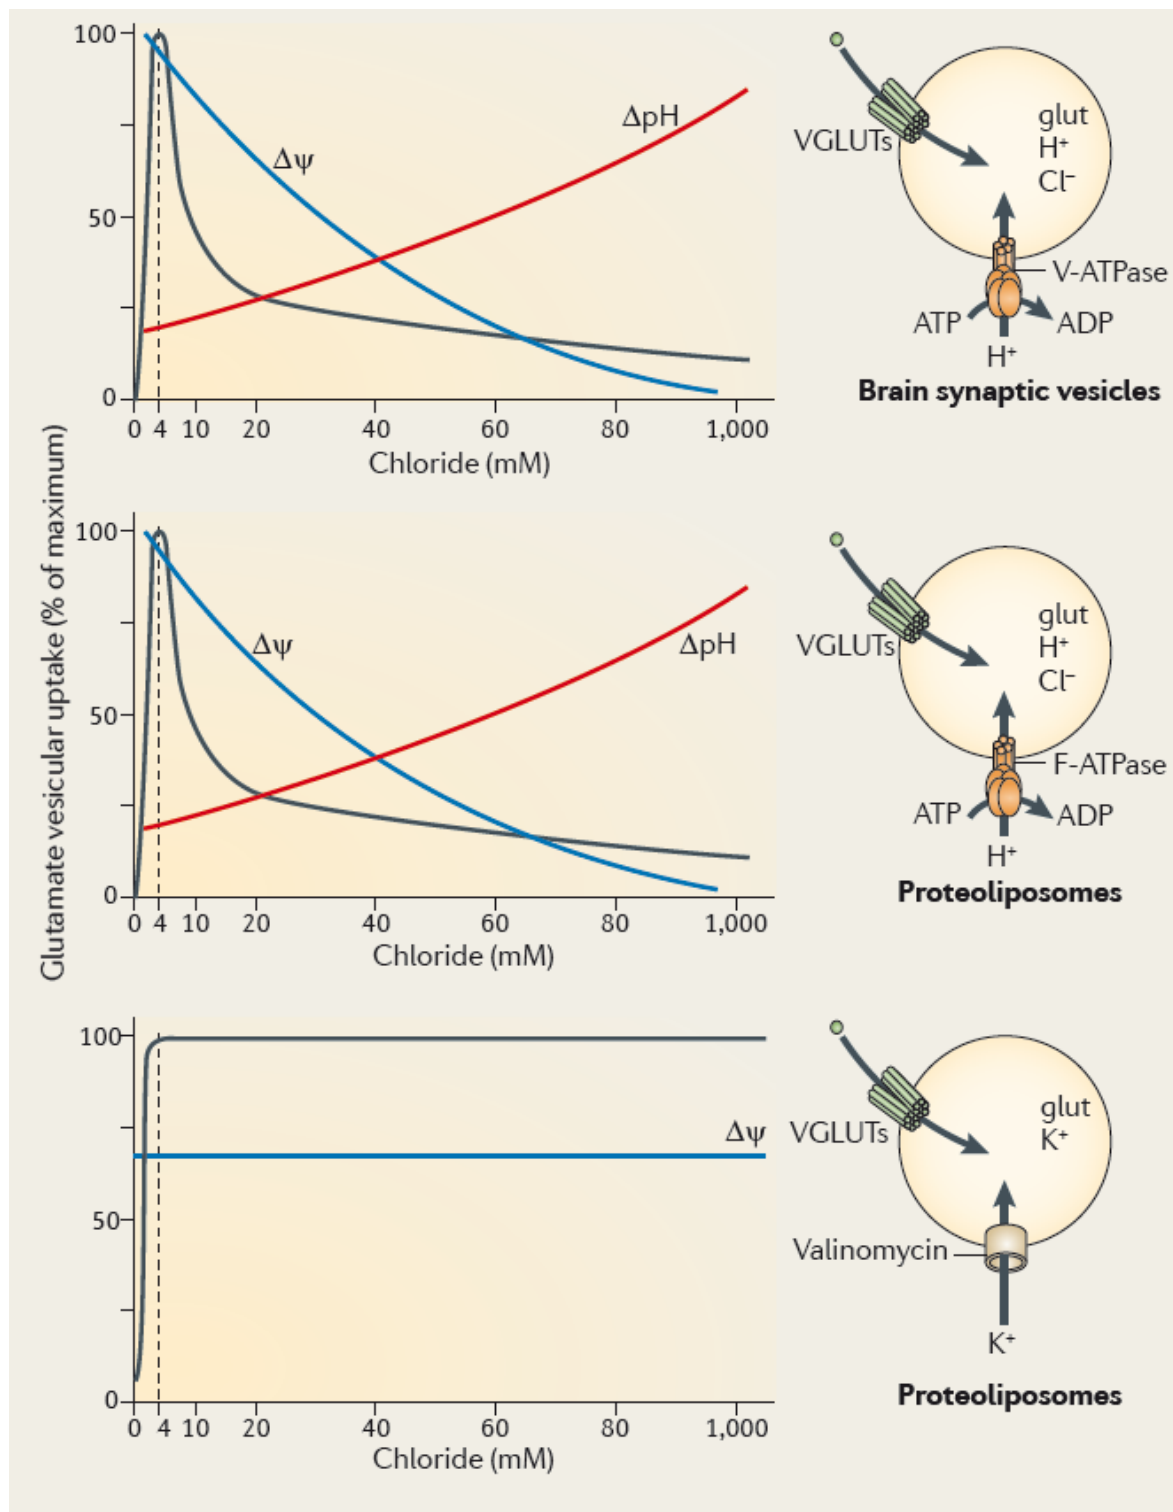 Glutamate vesicular uptake (% of maximum)
100
50
0
Δψ
ΔpH
0 4 10 20 40 60 80 1,000
Chloride (mM)
VGLUTs
glut
H⁺
Cl⁻
V-ATPase
ATP
ADP
H⁺
Brain synaptic vesicles
100
50
0
Δψ
ΔpH
0 4 10 20 40 60 80 1,000
Chloride (mM)
VGLUTs
glut
H⁺
Cl⁻
F-ATPase
ATP
ADP
H⁺
Proteoliposomes
100
50
0
Δψ
0 4 10 20 40 60 80 1,000
Chloride (mM)
VGLUTs
glut
K⁺
Valinomycin
K⁺
Proteoliposomes